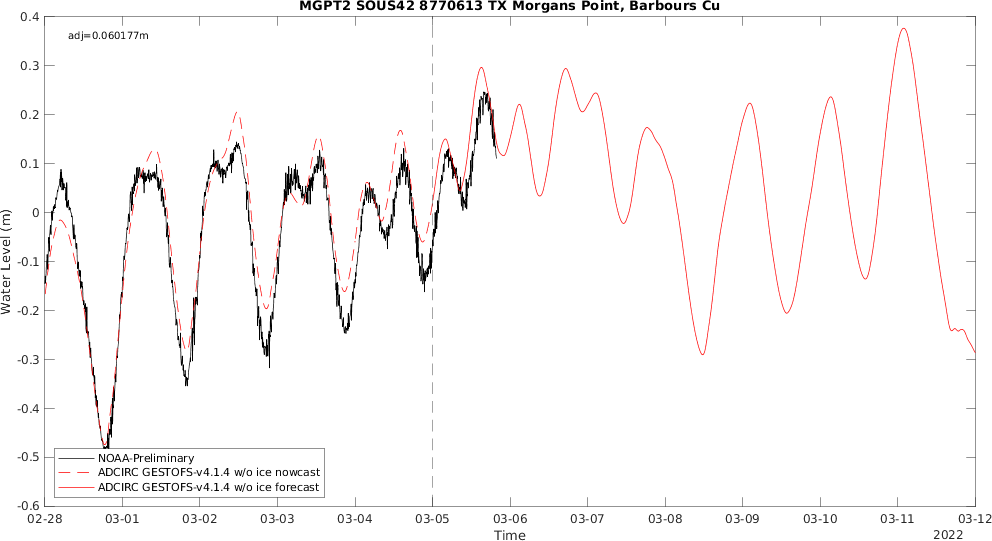 MGPT2 SOUS42 8770613 TX Morgans Point, Barbours Cu
adj=0.060177m
0.4
0.3
0.2
0.1
0
-0.1
-0.2
-0.3
-0.4
-0.5
-0.6
Water Level (m)
NOAA-Preliminary
ADCIRC GESTOFS-v4.1.4 w/o ice nowcast
ADCIRC GESTOFS-v4.1.4 w/o ice forecast
02-28 03-01 03-02 03-03 03-04 03-05 03-06 03-07 03-08 03-09 03-10 03-11 03-12
Time
2022